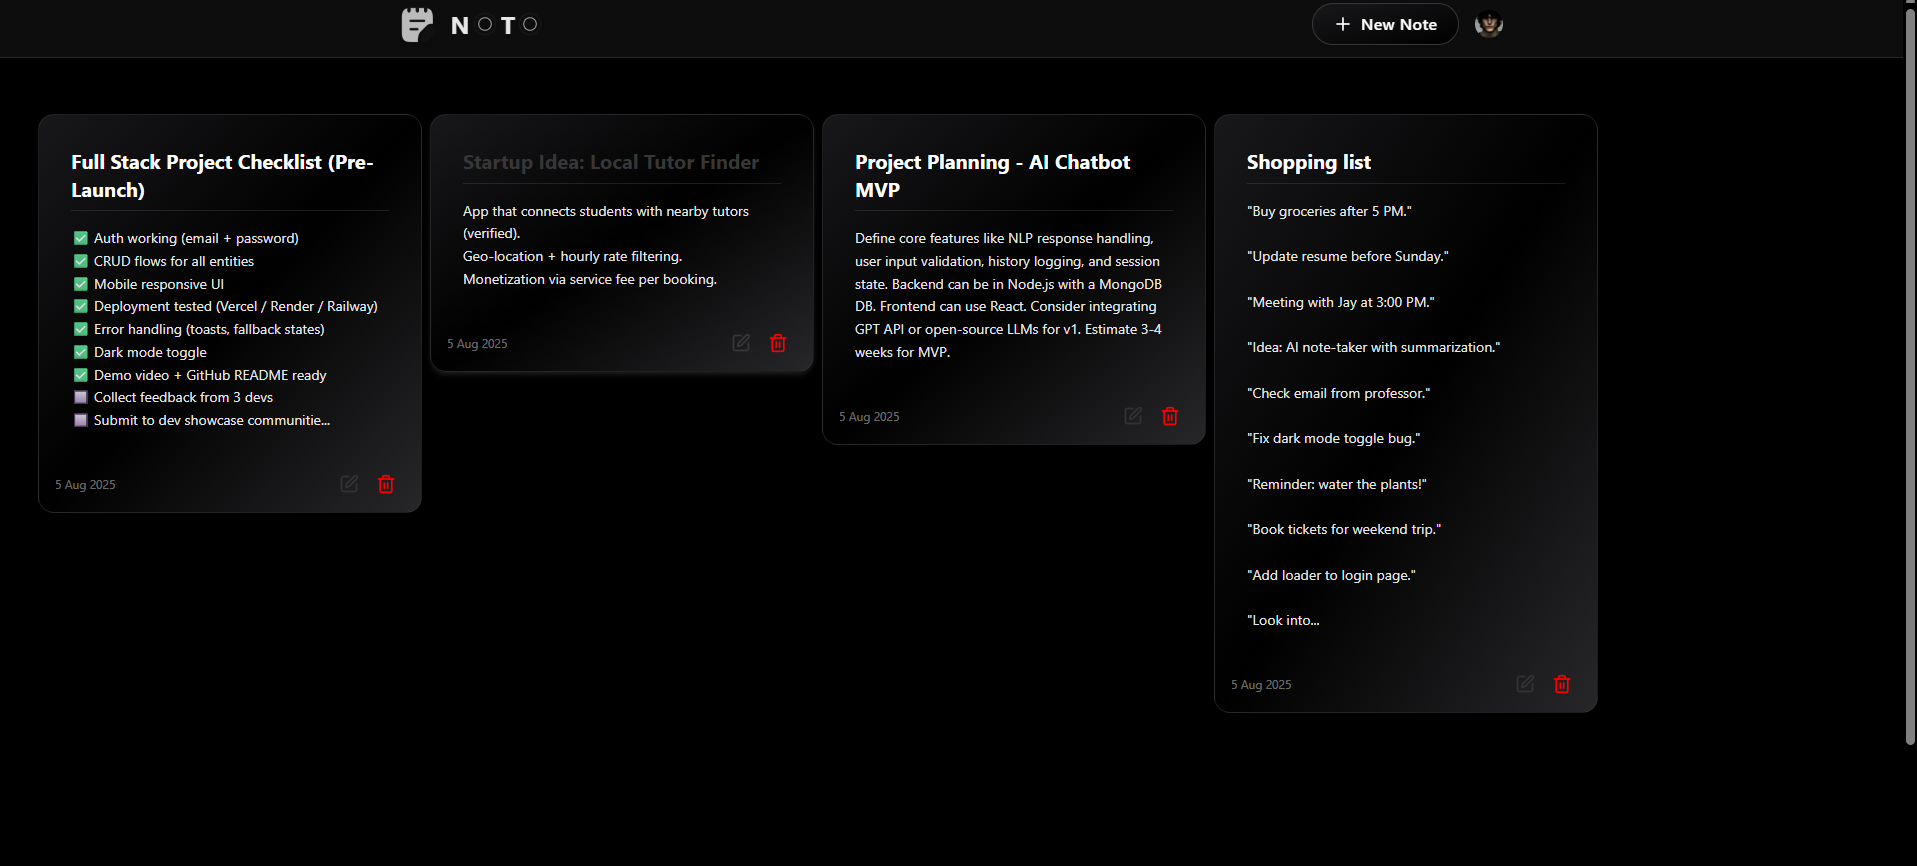 NOTO
+ New Note
Full Stack Project Checklist (Pre-
Launch)
✅ Auth working (email + password)
✅ CRUD flows for all entities
✅ Mobile responsive UI
✅ Deployment tested (Vercel / Render / Railway)
✅ Error handling (toasts, fallback states)
✅ Dark mode toggle
✅ Demo video + GitHub README ready
Collect feedback from 3 devs
Submit to dev showcase communitie...
5 Aug 2025
Startup Idea: Local Tutor Finder
App that connects students with nearby tutors
(verified).
Geo-location + hourly rate filtering.
Monetization via service fee per booking.
5 Aug 2025
Project Planning - AI Chatbot
MVP
Define core features like NLP response handling,
user input validation, history logging, and session
state. Backend can be in Node.js with a MongoDB
DB. Frontend can use React. Consider integrating
GPT API or open-source LLMs for v1. Estimate 3-4
weeks for MVP.
5 Aug 2025
Shopping list
"Buy groceries after 5 PM."
"Update resume before Sunday."
"Meeting with Jay at 3:00 PM."
"Idea: AI note-taker with summarization."
"Check email from professor."
"Fix dark mode toggle bug."
"Reminder: water the plants!"
"Book tickets for weekend trip."
"Add loader to login page."
"Look into...
5 Aug 2025